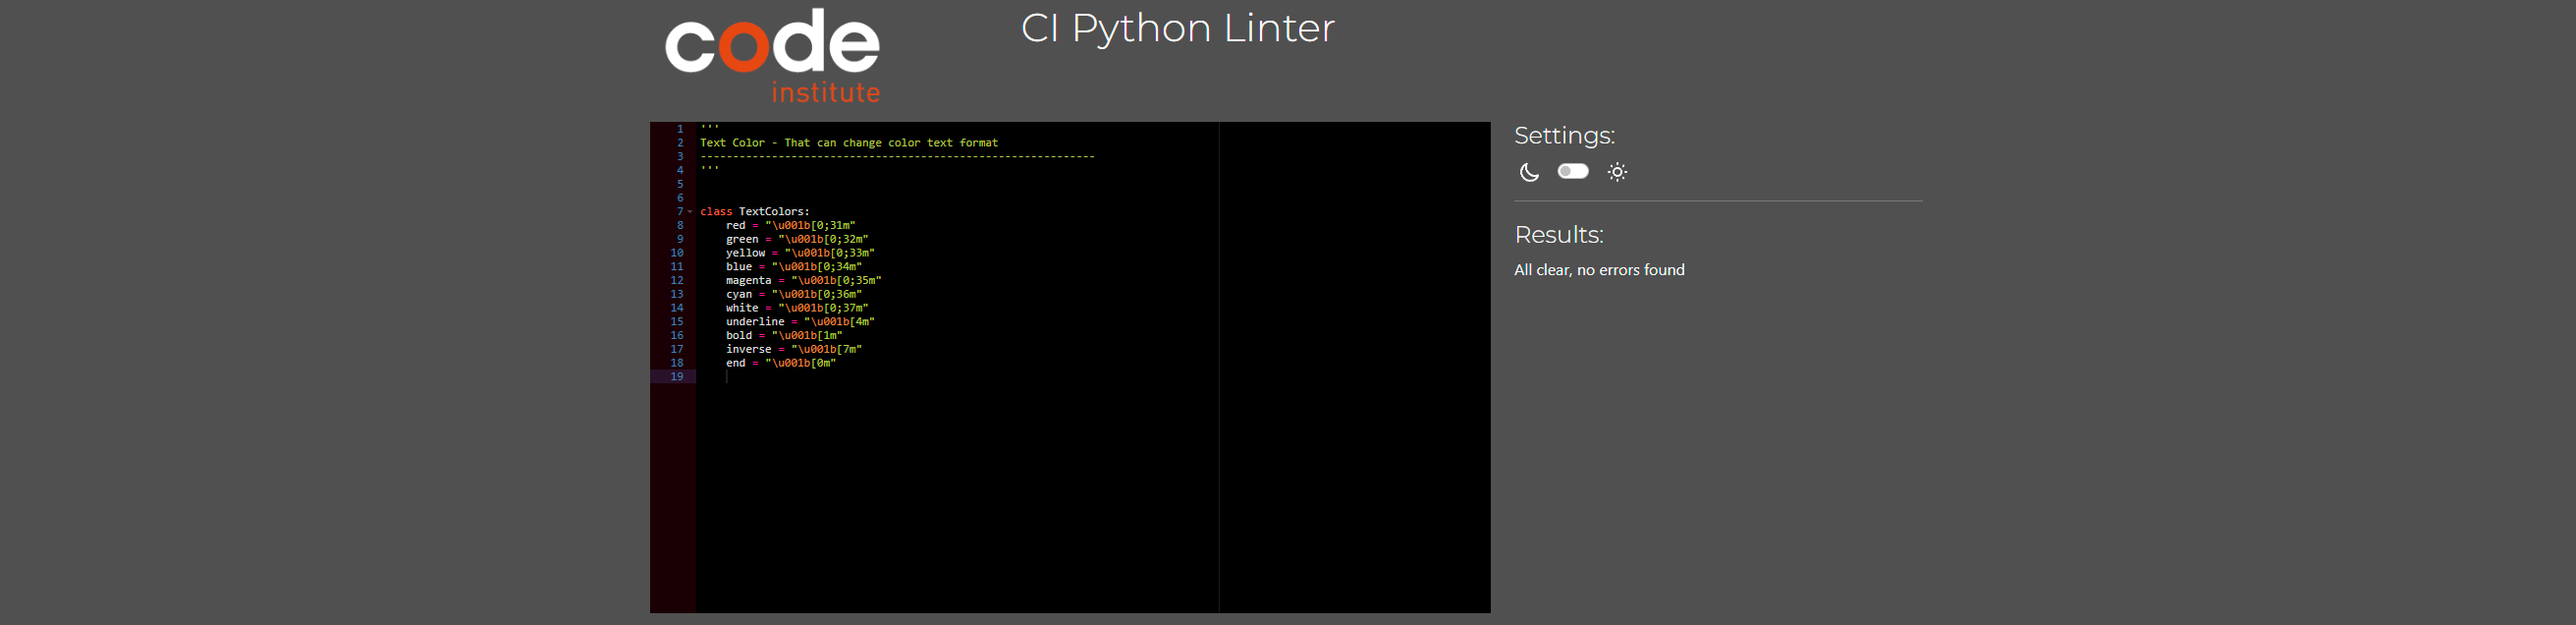 code
institute
CI Python Linter
1 '''
2 Text Color - That can change color text format
3 -------------------------------------------------------------
4 '''
5
6
7 class TextColors:
8 red = "\u001b[0;31m"
9 green = "\u001b[0;32m"
10 yellow = "\u001b[0;33m"
11 blue = "\u001b[0;34m"
12 magenta = "\u001b[0;35m"
13 cyan = "\u001b[0;36m"
14 white = "\u001b[0;37m"
15 underline = "\u001b[4m"
16 bold = "\u001b[1m"
17 inverse = "\u001b[7m"
18 end = "\u001b[0m"
19
Settings:
Results:
All clear, no errors found